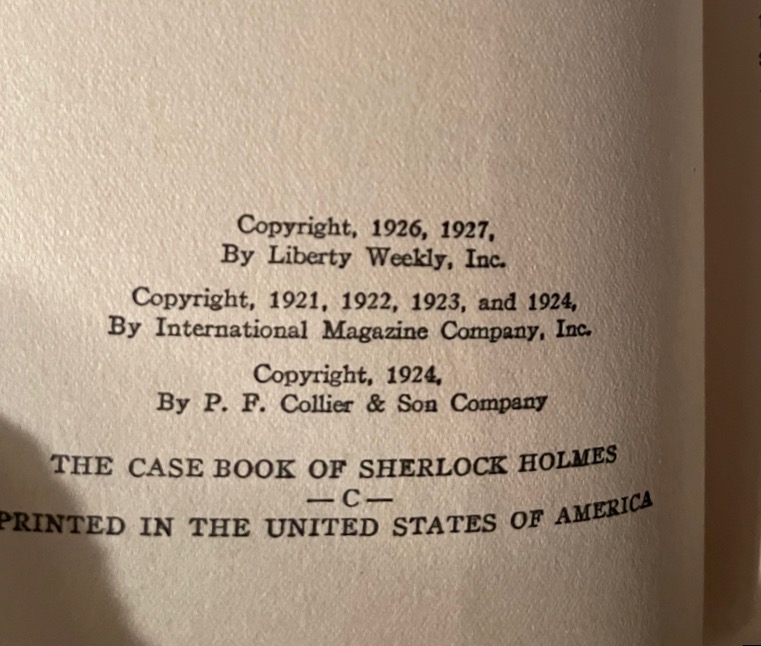 Copyright, 1926, 1927,
By Liberty Weekly, Inc.
Copyright, 1921, 1922, 1923, and 1924,
By International Magazine Company, Inc.
Copyright, 1924,
By P. F. Collier & Son Company
THE CASE BOOK OF SHERLOCK HOLMES
— C —
PRINTED IN THE UNITED STATES OF AMERICA